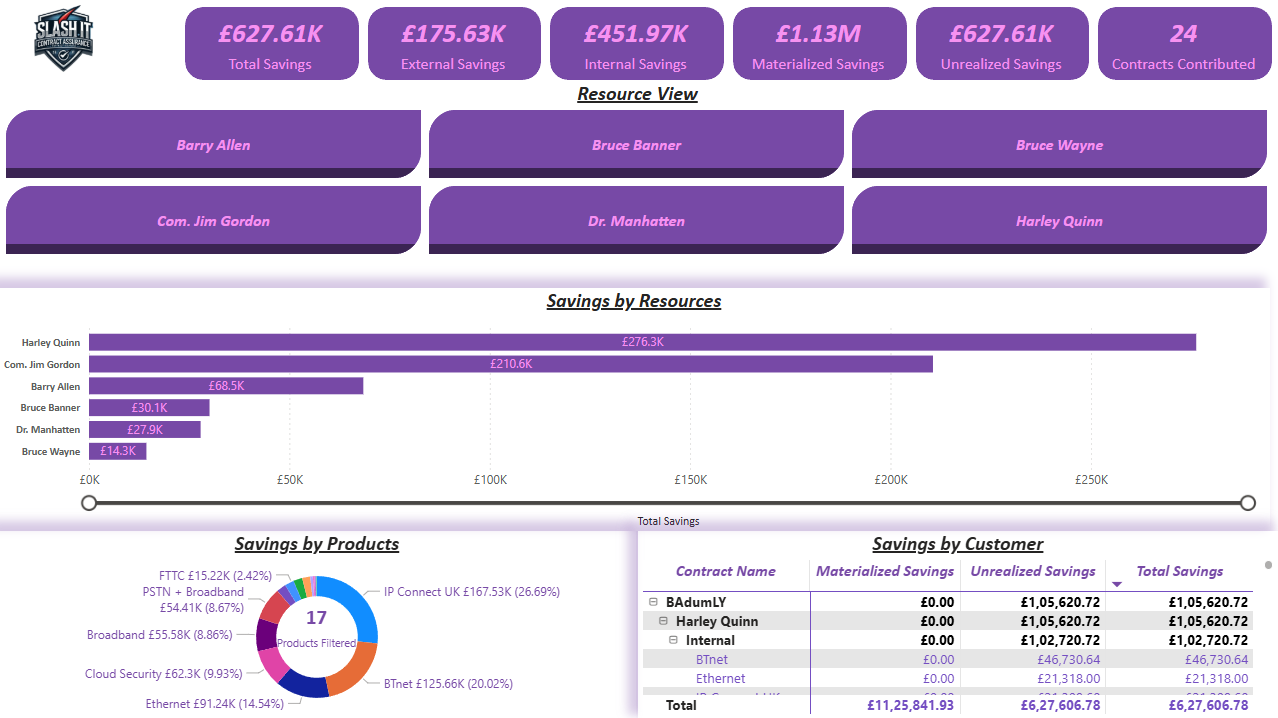 SLASH IT
CONTRACT ASSURANCE
£627.61K
Total Savings
£175.63K
External Savings
£451.97K
Internal Savings
£1.13M
Materialized Savings
£627.61K
Unrealized Savings
24
Contracts Contributed
Resource View
Barry Allen
Bruce Banner
Bruce Wayne
Com. Jim Gordon
Dr. Manhatten
Harley Quinn
Savings by Resources
Harley Quinn £276.3K
Com. Jim Gordon £210.6K
Barry Allen £68.5K
Bruce Banner £30.1K
Dr. Manhatten £27.9K
Bruce Wayne £14.3K
£0K £50K £100K £150K £200K £250K
Total Savings
Savings by Products
FTTC £15.22K (2.42%)
PSTN + Broadband
£54.41K (8.67%)
Broadband £55.58K (8.86%)
Cloud Security £62.3K (9.93%)
Ethernet £91.24K (14.54%)
IP Connect UK £167.53K (26.69%)
BTnet £125.66K (20.02%)
17
Products Filtered
Savings by Customer
Contract Name Materialized Savings Unrealized Savings Total Savings
BAdumLY £0.00 £1,05,620.72 £1,05,620.72
Harley Quinn £0.00 £1,05,620.72 £1,05,620.72
Internal £0.00 £1,02,720.72 £1,02,720.72
BTnet £0.00 £46,730.64 £46,730.64
Ethernet £0.00 £21,318.00 £21,318.00
Total £11,25,841.93 £6,27,606.78 £6,27,606.78